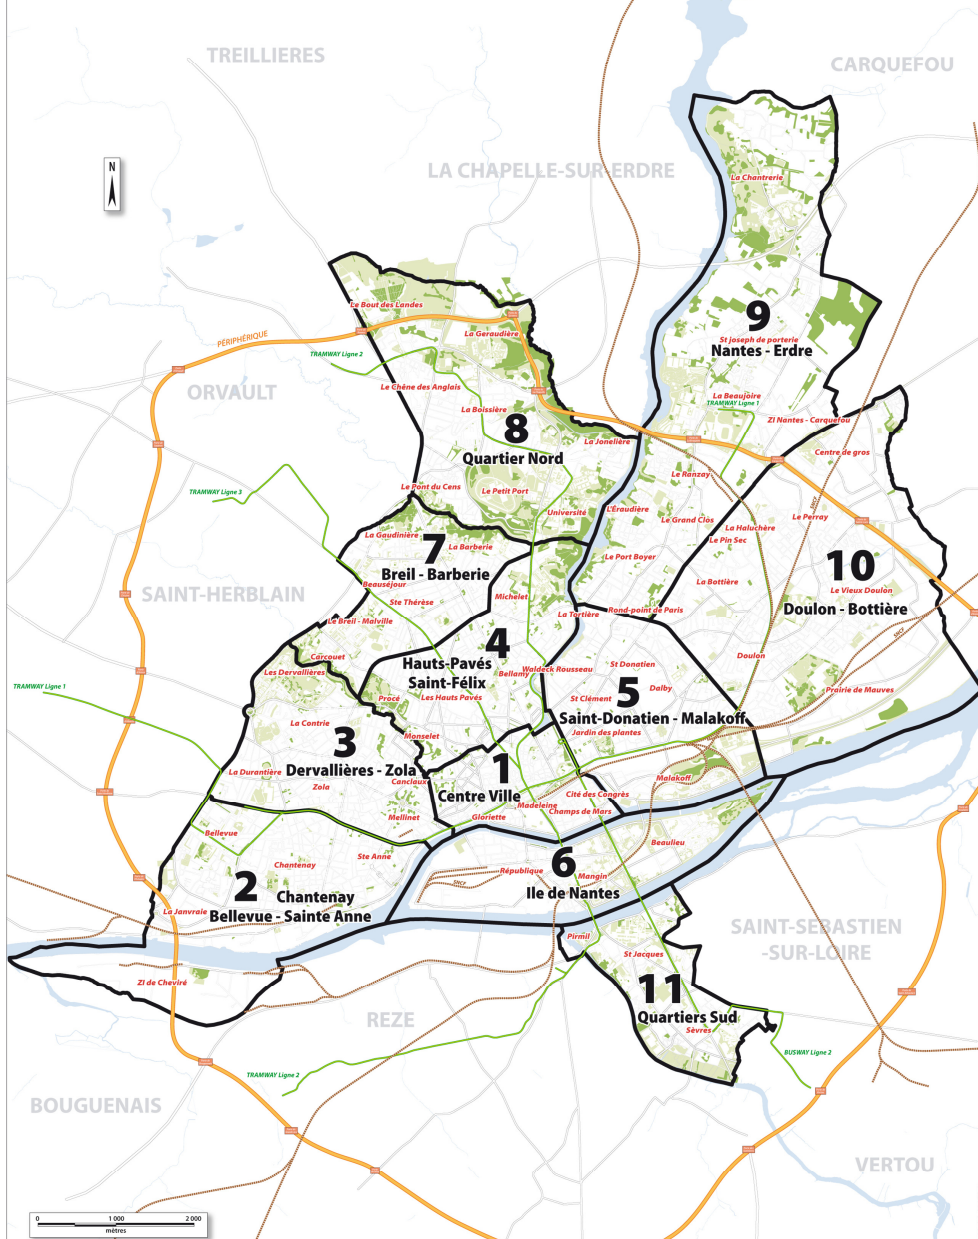 TREILLIERES
CARQUEFOU
N
LA CHAPELLE-SUR-ERDRE
La Chantrerie
Le Bout des Landes
La Geraudière
PÉRIPHÉRIQUE
TRAMWAY Ligne 2
9
St joseph de porterie
Nantes - Erdre
ORVAULT
Le Chêne des Anglais
La Boissière
La Beaujoire
TRAMWAY Ligne 1
ZI Nantes - Carquefou
8
Quartier Nord
La Jonelière
Centre de gros
Le Ranzay
TRAMWAY Ligne 3
Le Pont du Cens
Le Petit Port
Université
L'Éraudière
SNCF
Le Grand Clos
La Haluchère
Le Perray
Le Pin Sec
La Gaudinière
7
La Barberie
Breil - Barberie
Le Port Boyer
10
Beauséjour
La Bottière
Le Vieux Doulon
SAINT-HERBLAIN
Michelet
Ste Thérèse
Doulon - Bottière
La Tortière
Rond-point de Paris
Le Breil - Malville
SNCF
4
Hauts-Pavés
Saint-Félix
Carcouet
Les Dervallières
Doulon
Bellamy
Waldeck Rousseau
St Donatien
TRAMWAY Ligne 1
Procé
Les Hauts Pavés
St Clément
5
Dalby
Prairie de Mauves
Saint-Donatien - Malakoff
La Contrie
Jardin des plantes
Monselet
3
Dervallières - Zola
La Durantière
Zola
Canclaux
1
Centre Ville
Malakoff
Cité des Congrès
Madeleine
Champs de Mars
Mellinet
Gloriette
Bellevue
Beaulieu
Ste Anne
Chantenay
6
République
Mangin
Ile de Nantes
SNCF
2
Chantenay
Bellevue - Sainte Anne
La Janvraie
SAINT-SEBASTIEN
-SUR-LOIRE
Pirmil
St Jacques
ZI de Cheviré
11
Quartiers Sud
REZE
Sèvres
BUSWAY Ligne 2
TRAMWAY Ligne 2
BOUGUENAIS
VERTOU
0 1 000 2 000
mètres